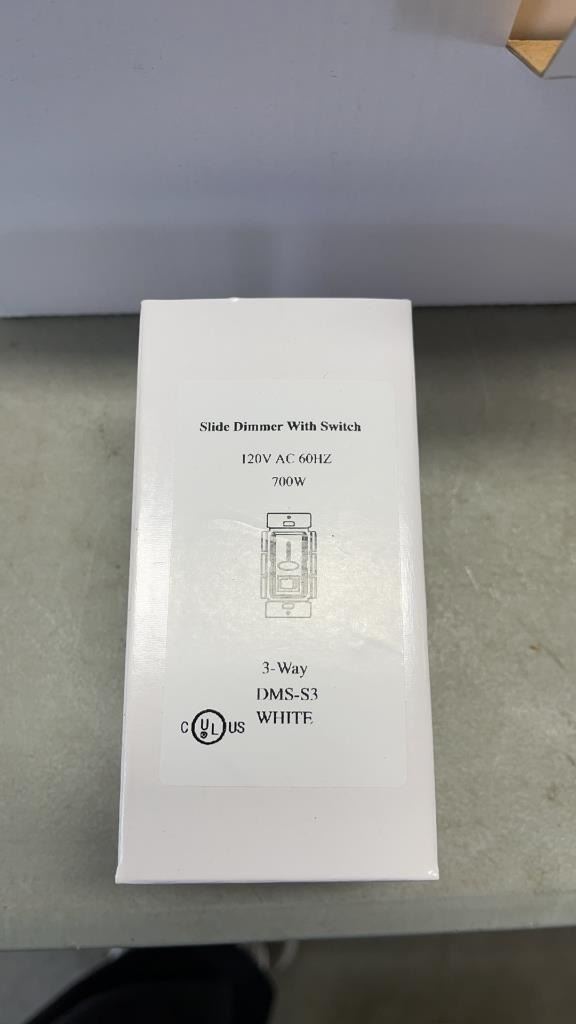 Slide Dimmer With Switch
120V AC 60HZ
700W
3-Way
DMS-S3
WHITE
C UL US